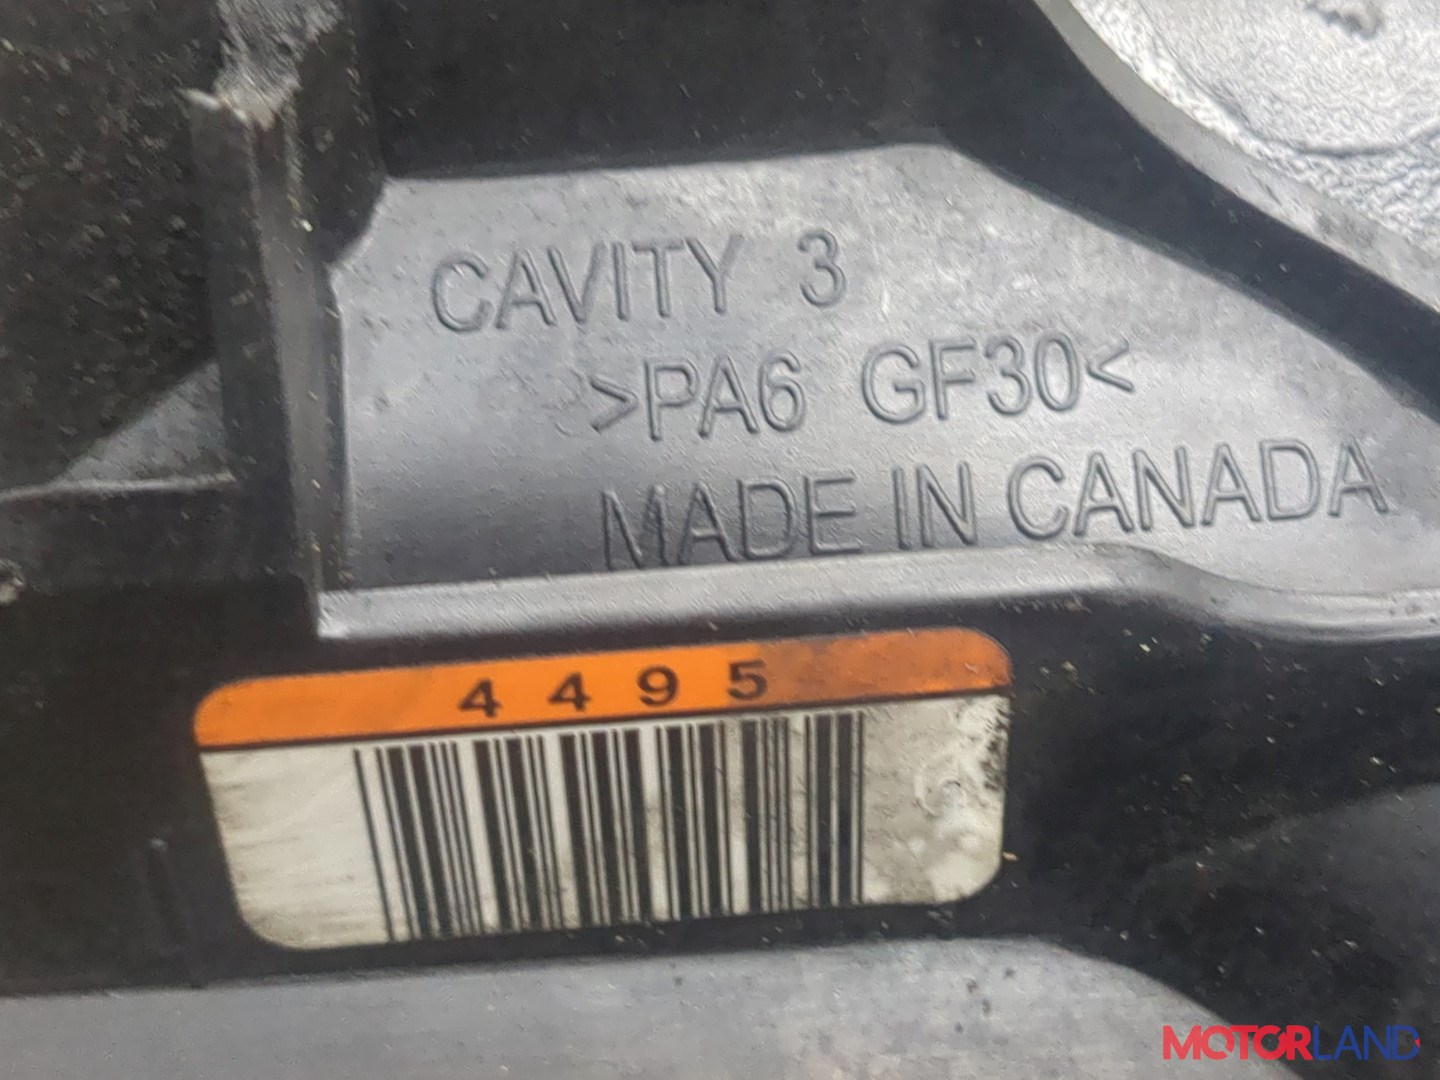 CAVITY 3
>PA6 GF30<
MADE IN CANADA
4495
MOTORLAND